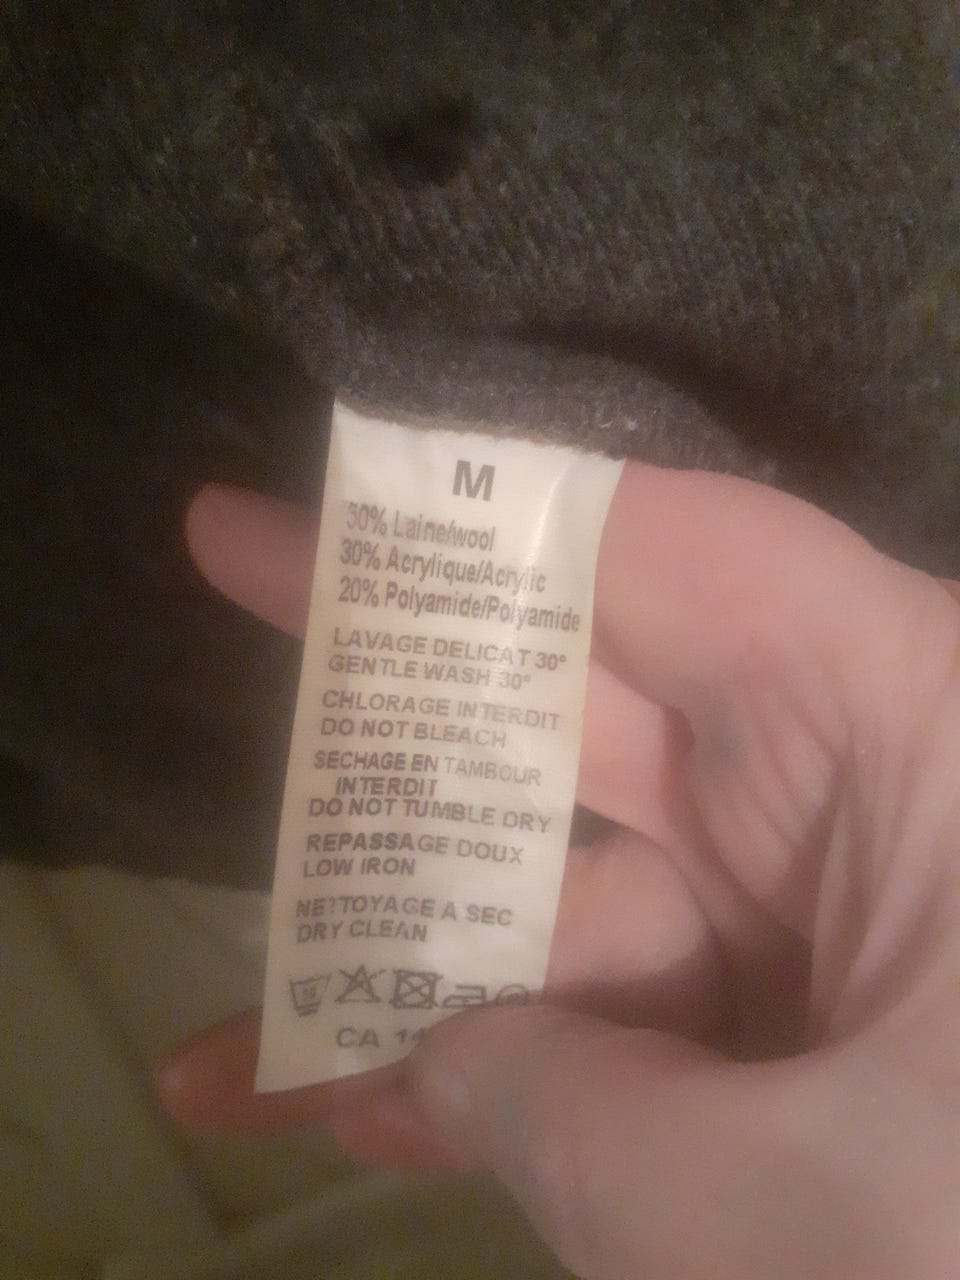 M
50% Laine/wool
30% Acrylique/Acrylic
20% Polyamide/Polyamide
LAVAGE DELICAT 30°
GENTLE WASH 30°
CHLORAGE INTERDIT
DO NOT BLEACH
SECHAGE EN TAMBOUR
INTERDIT
DO NOT TUMBLE DRY
REPASSAGE DOUX
LOW IRON
NETTOYAGE A SEC
DRY CLEAN
30
CA